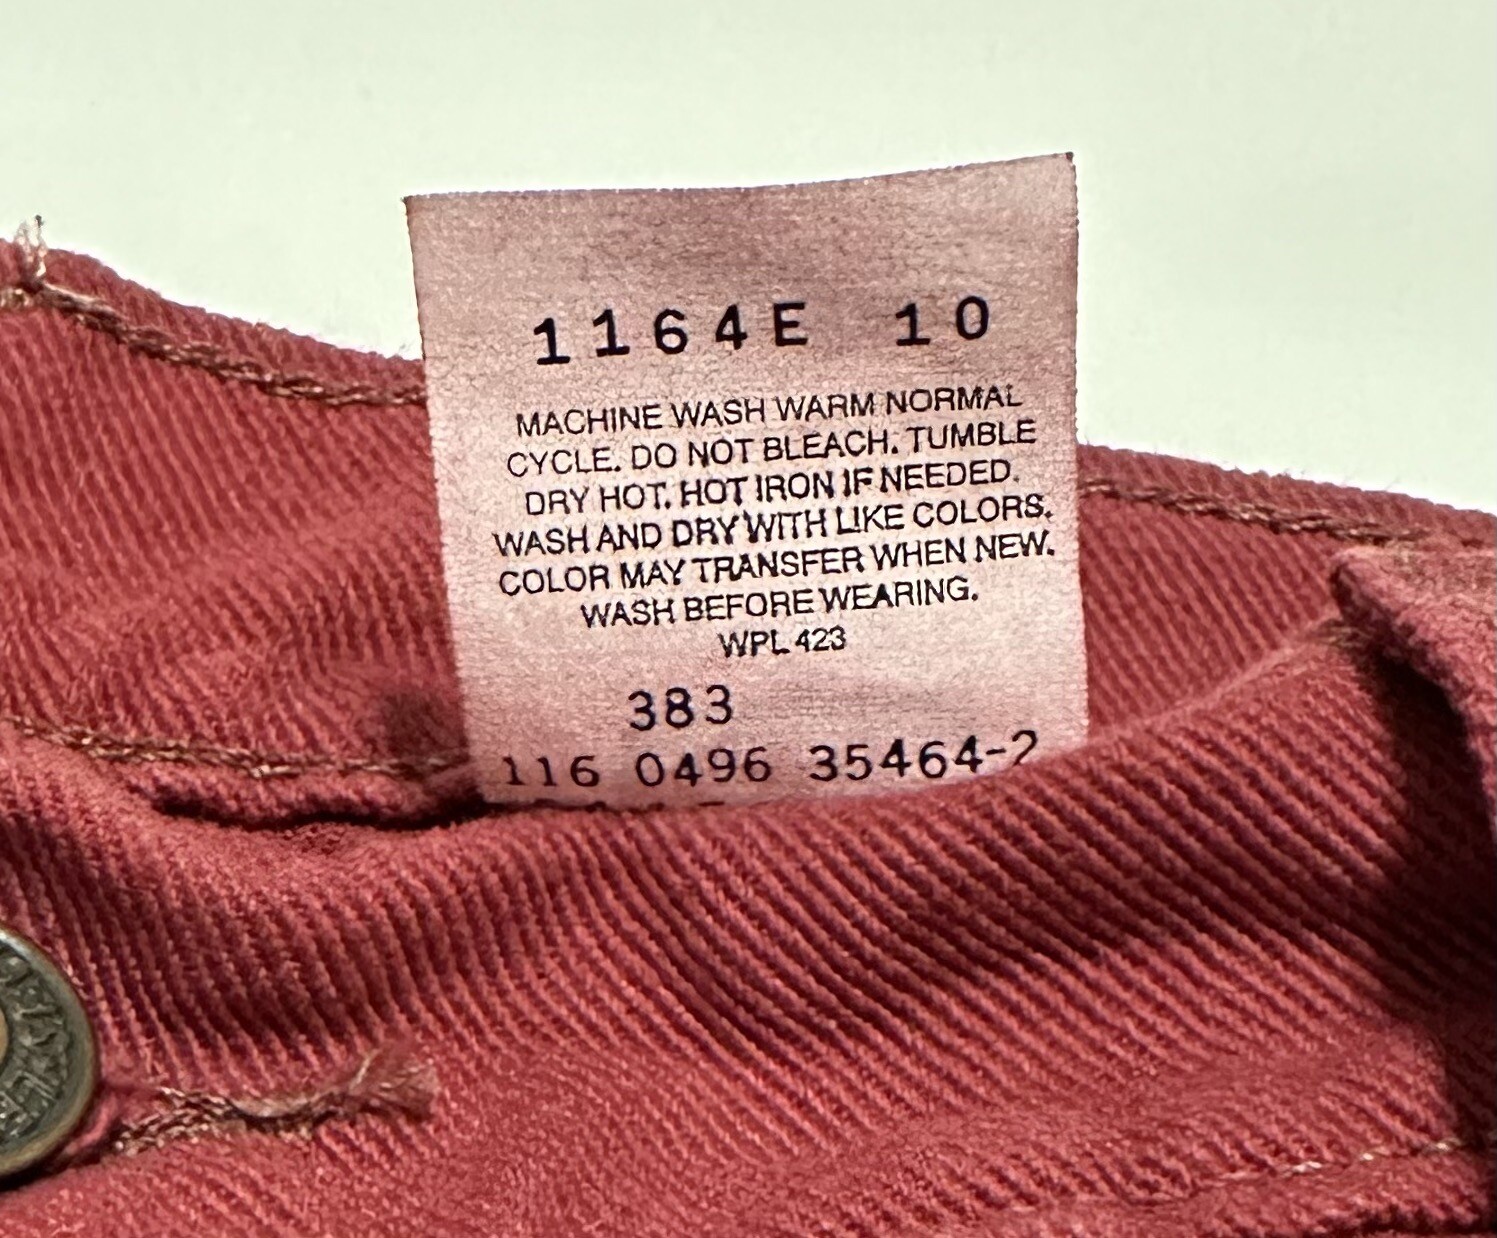 1164E 10
MACHINE WASH WARM NORMAL
CYCLE. DO NOT BLEACH. TUMBLE
DRY HOT. HOT IRON IF NEEDED.
WASH AND DRY WITH LIKE COLORS.
COLOR MAY TRANSFER WHEN NEW.
WASH BEFORE WEARING.
WPL 423
383
116 0496 35464-2